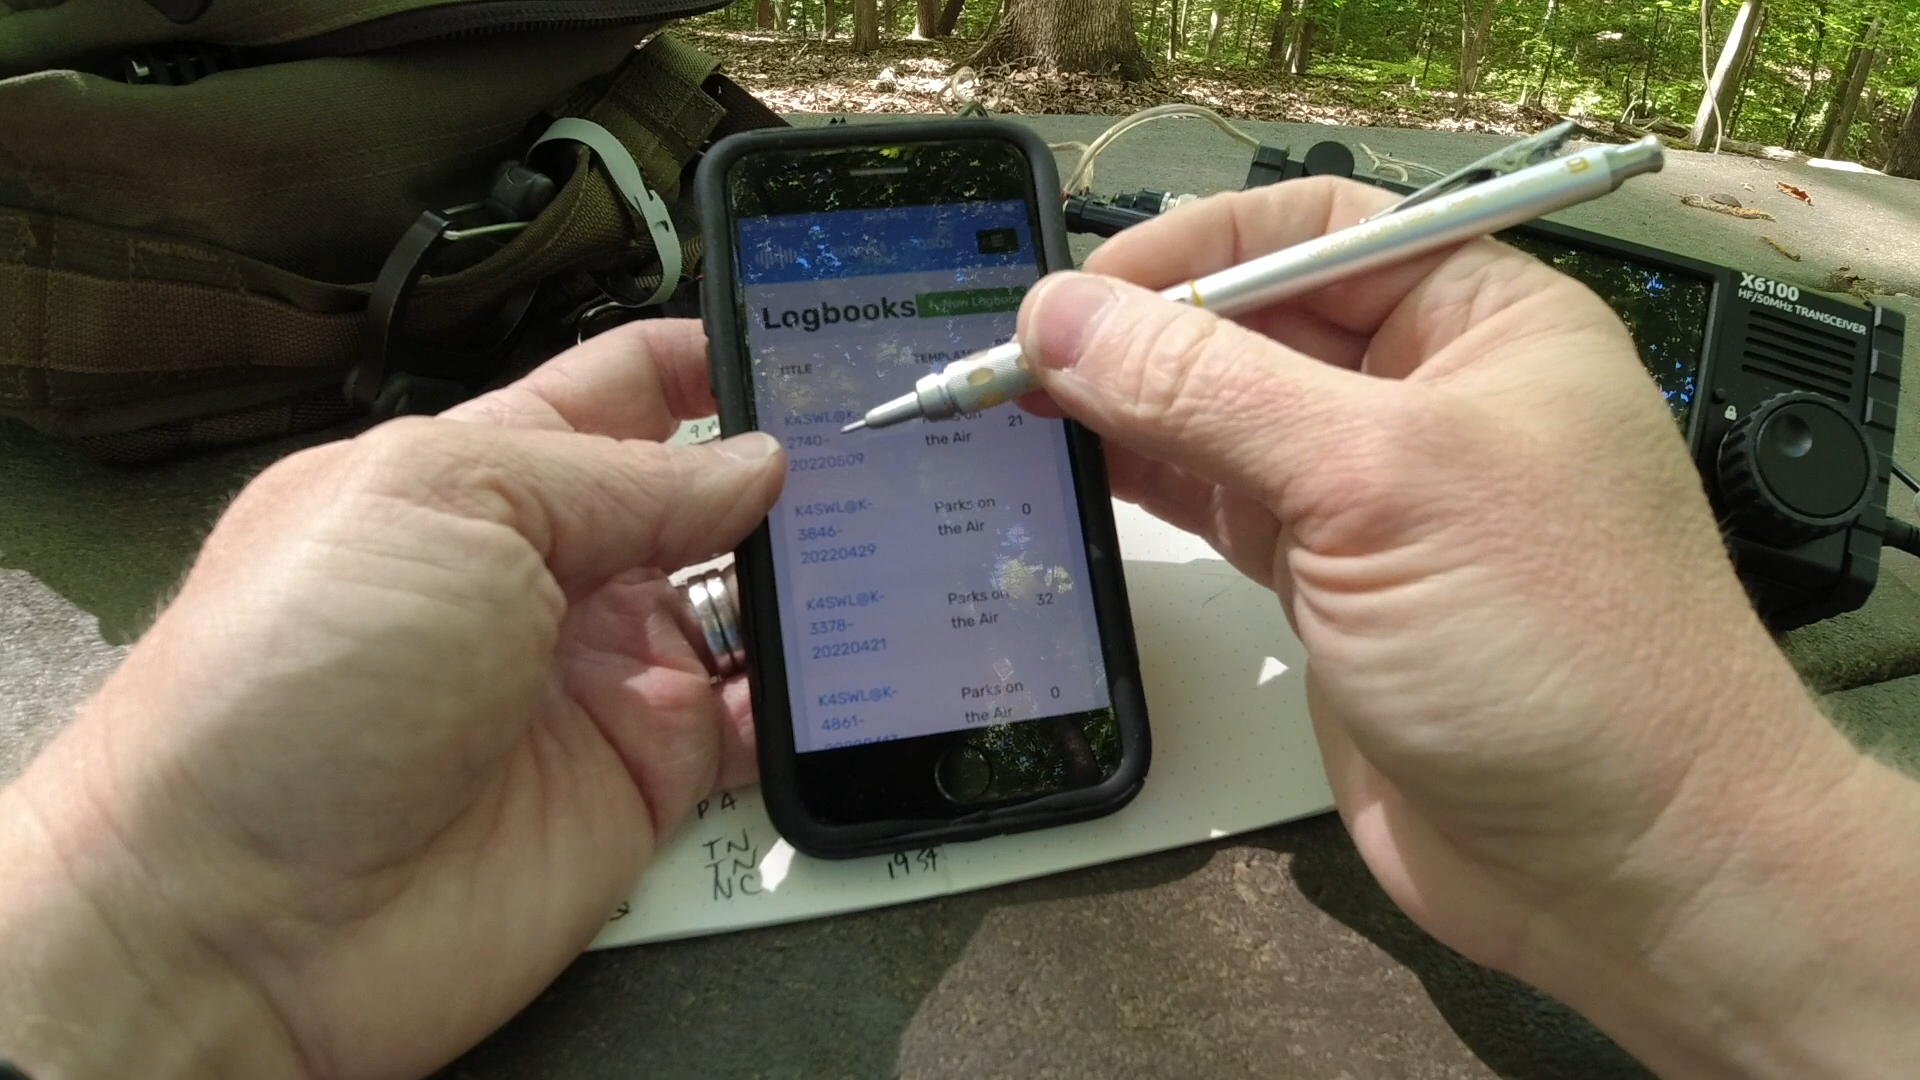 X6100
HF/50MHz TRANSCEIVER
Logbooks
New Logbook
TITLE
TEMPLATE
K4SWL@K-
2740-
20220509
Parks on
the Air
21
K4SWL@K-
3846-
20220429
Parks on
the Air
0
K4SWL@K-
3378-
20220421
Parks on
the Air
32
K4SWL@K-
4861-
Parks on
the Air
0
PA
TN
TN
NC